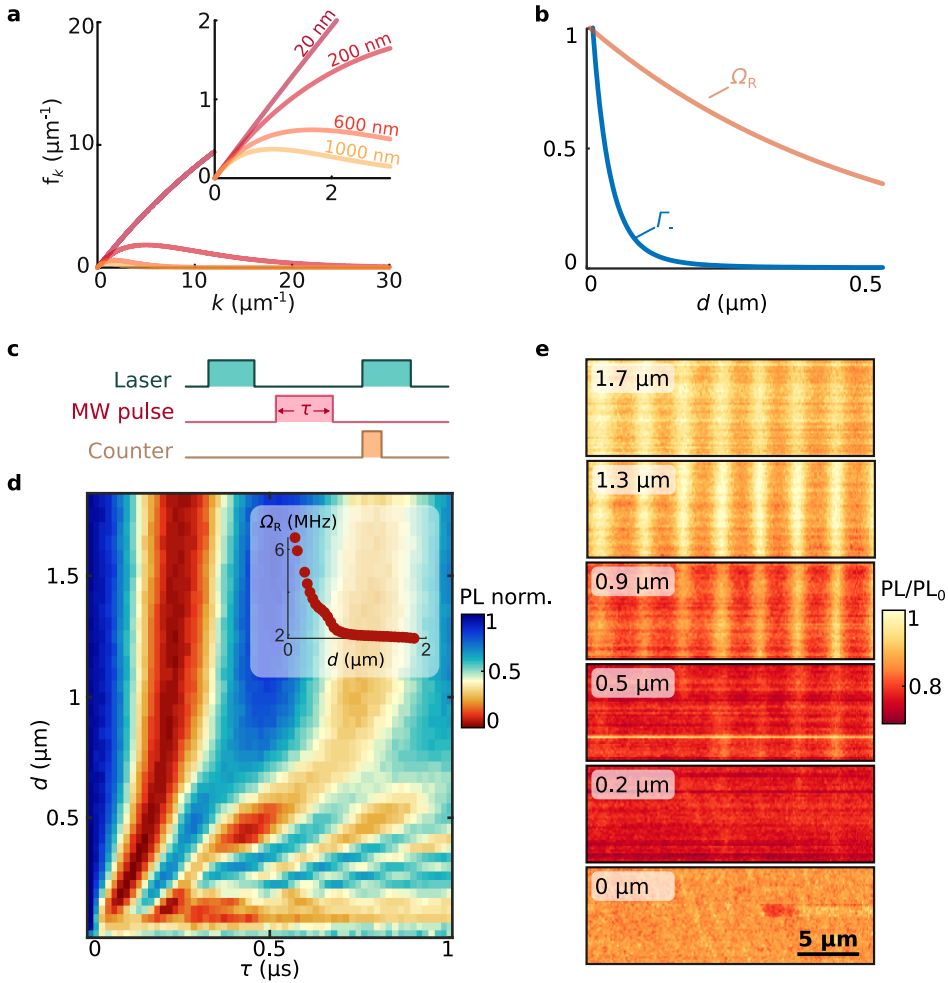 a
f_k (μm⁻¹)
20
10
0
0
10
20
30
k (μm⁻¹)
2
1
0
0
2
20 nm
200 nm
600 nm
1000 nm
b
1
0.5
0
0
0.5
d (μm)
Ω_R
Γ_-
c
Laser
MW pulse
τ
Counter
d
d (μm)
1.5
1
0.5
0
0.5
1
τ (μs)
Ω_R (MHz)
6
2
0
2
d (μm)
PL norm.
1
0.5
0
e
1.7 μm
1.3 μm
0.9 μm
0.5 μm
0.2 μm
0 μm
5 μm
PL/PL₀
1
0.8